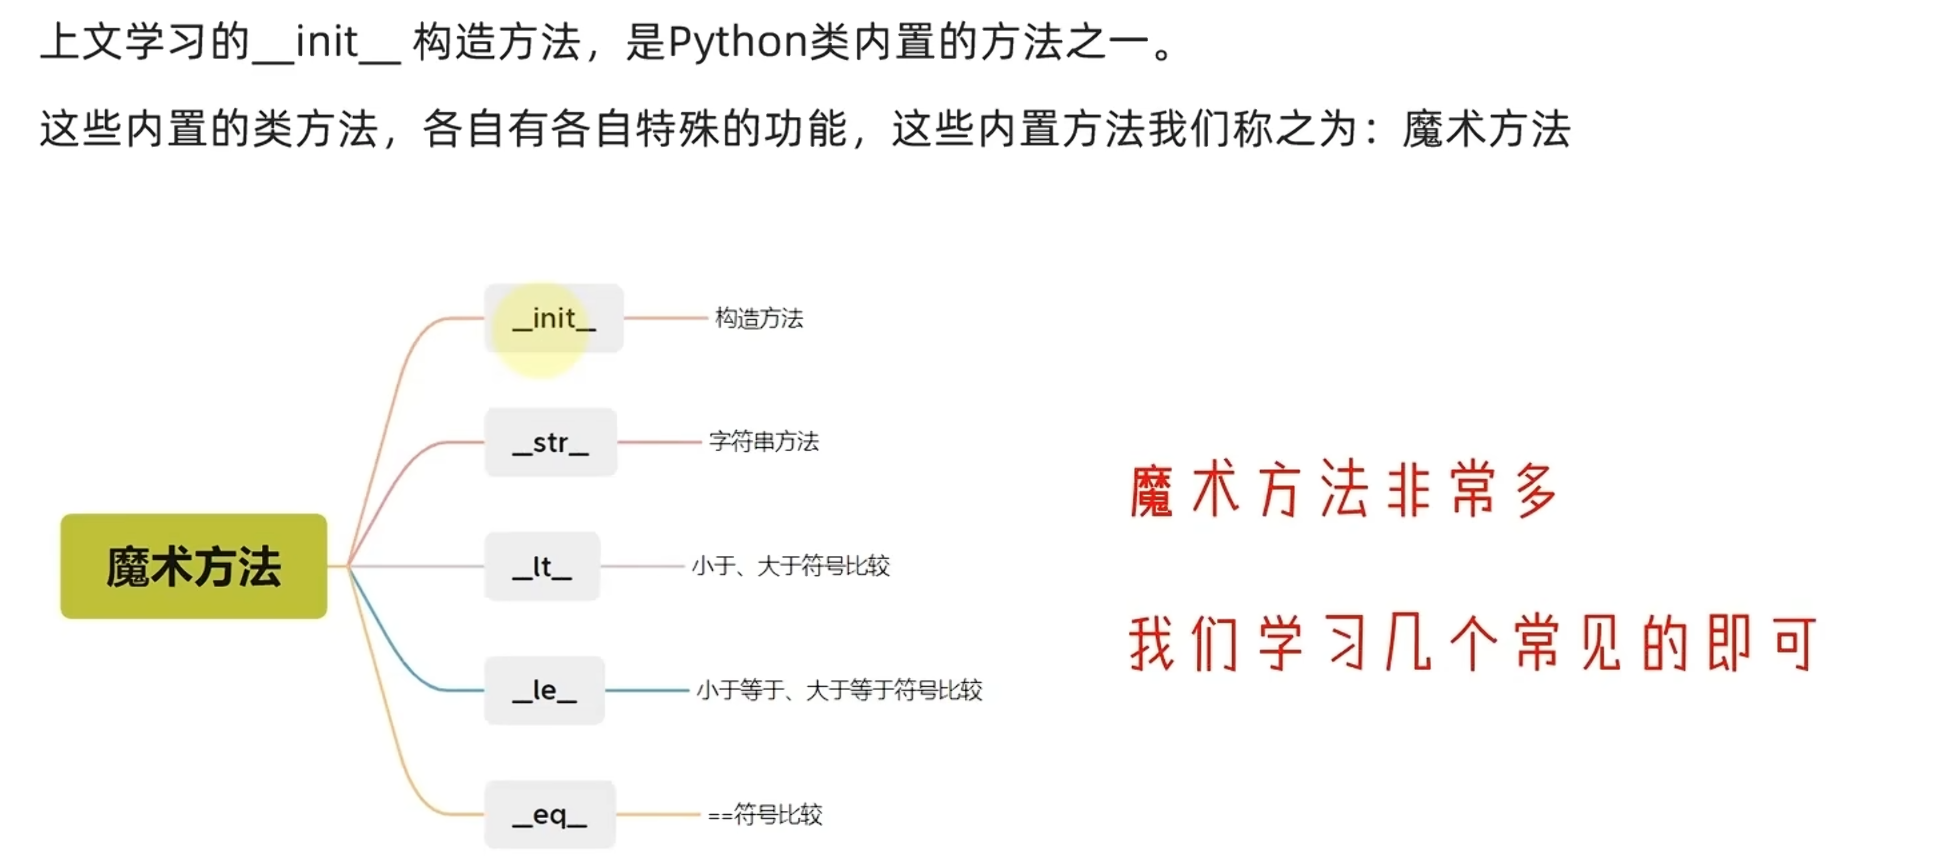 上文学习的__init__ 构造方法，是Python类内置的方法之一。
这些内置的类方法，各自有各自特殊的功能，这些内置方法我们称之为：魔术方法
魔术方法
__init__ 构造方法
__str__ 字符串方法
__lt__ 小于、大于符号比较
__le__ 小于等于、大于等于符号比较
__eq__ ==符号比较
魔术方法非常多
我们学习几个常见的即可